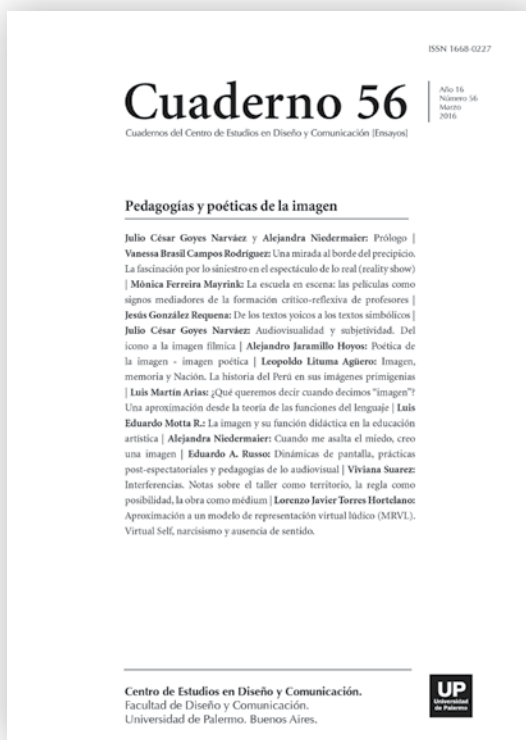 ISSN 1668-0227
Cuaderno 56
Año 16
Número 56
Marzo
2016
Cuadernos del Centro de Estudios en Diseño y Comunicación [Ensayos]
Pedagogías y poéticas de la imagen
Julio César Goyes Narváez y Alejandra Niedermaier: Prólogo |
Vanessa Brasil Campos Rodríguez: Una mirada al borde del precipicio.
La fascinación por lo siniestro en el espectáculo de lo real (reality show)
| Mônica Ferreira Mayrink: La escuela en escena: las películas como
signos mediadores de la formación crítico-reflexiva de profesores |
Jesús González Requena: De los textos yoicos a los textos simbólicos |
Julio César Goyes Narváez: Audiovisualidad y subjetividad. Del
icono a la imagen fílmica | Alejandro Jaramillo Hoyos: Poética de
la imagen - imagen poética | Leopoldo Lituma Agüero: Imagen,
memoria y Nación. La historia del Perú en sus imágenes primigenias
| Luis Martín Arias: ¿Qué queremos decir cuando decimos "imagen"?
Una aproximación desde la teoría de las funciones del lenguaje | Luis
Eduardo Motta R.: La imagen y su función didáctica en la educación
artística | Alejandra Niedermaier: Cuando me asalta el miedo, creo
una imagen | Eduardo A. Russo: Dinámicas de pantalla, prácticas
post-espectatoriales y pedagogías de lo audiovisual | Viviana Suarez:
Interferencias. Notas sobre el taller como territorio, la regla como
posibilidad, la obra como médium | Lorenzo Javier Torres Hortelano:
Aproximación a un modelo de representación virtual lúdico (MRVL).
Virtual Self, narcisismo y ausencia de sentido.
Centro de Estudios en Diseño y Comunicación.
Facultad de Diseño y Comunicación.
Universidad de Palermo. Buenos Aires.
UP
Universidad
de Palermo